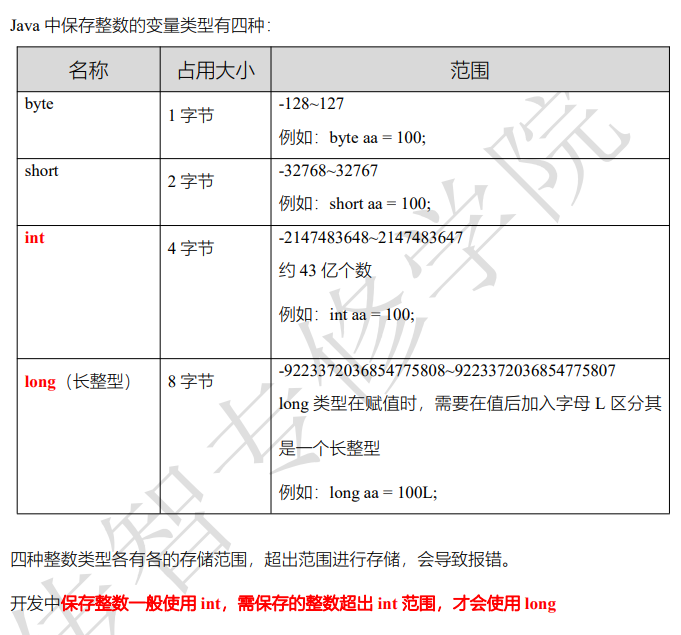 Java 中保存整数的变量类型有四种：
名称 占用大小 范围
byte 1 字节 -128~127
例如：byte aa = 100;
short 2 字节 -32768~32767
例如：short aa = 100;
int 4 字节 -2147483648~2147483647
约 43 亿个数
例如：int aa = 100;
long（长整型） 8 字节 -9223372036854775808~9223372036854775807
long 类型在赋值时，需要在值后加入字母 L 区分其
是一个长整型
例如：long aa = 100L;
四种整数类型各有各的存储范围，超出范围进行存储，会导致报错。
开发中保存整数一般使用 int，需保存的整数超出 int 范围，才会使用 long
传智专修学院